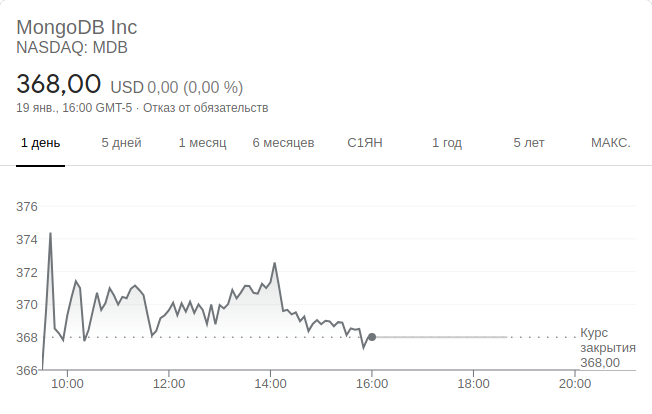 MongoDB Inc
NASDAQ: MDB
368,00 USD 0,00 (0,00 %)
19 янв., 16:00 GMT-5 · Отказ от обязательств
1 день 5 дней 1 месяц 6 месяцев С1ЯН 1 год 5 лет МАКС.
376
374
372
370
368
366
Курс
закрытия
368,00
10:00 12:00 14:00 16:00 18:00 20:00